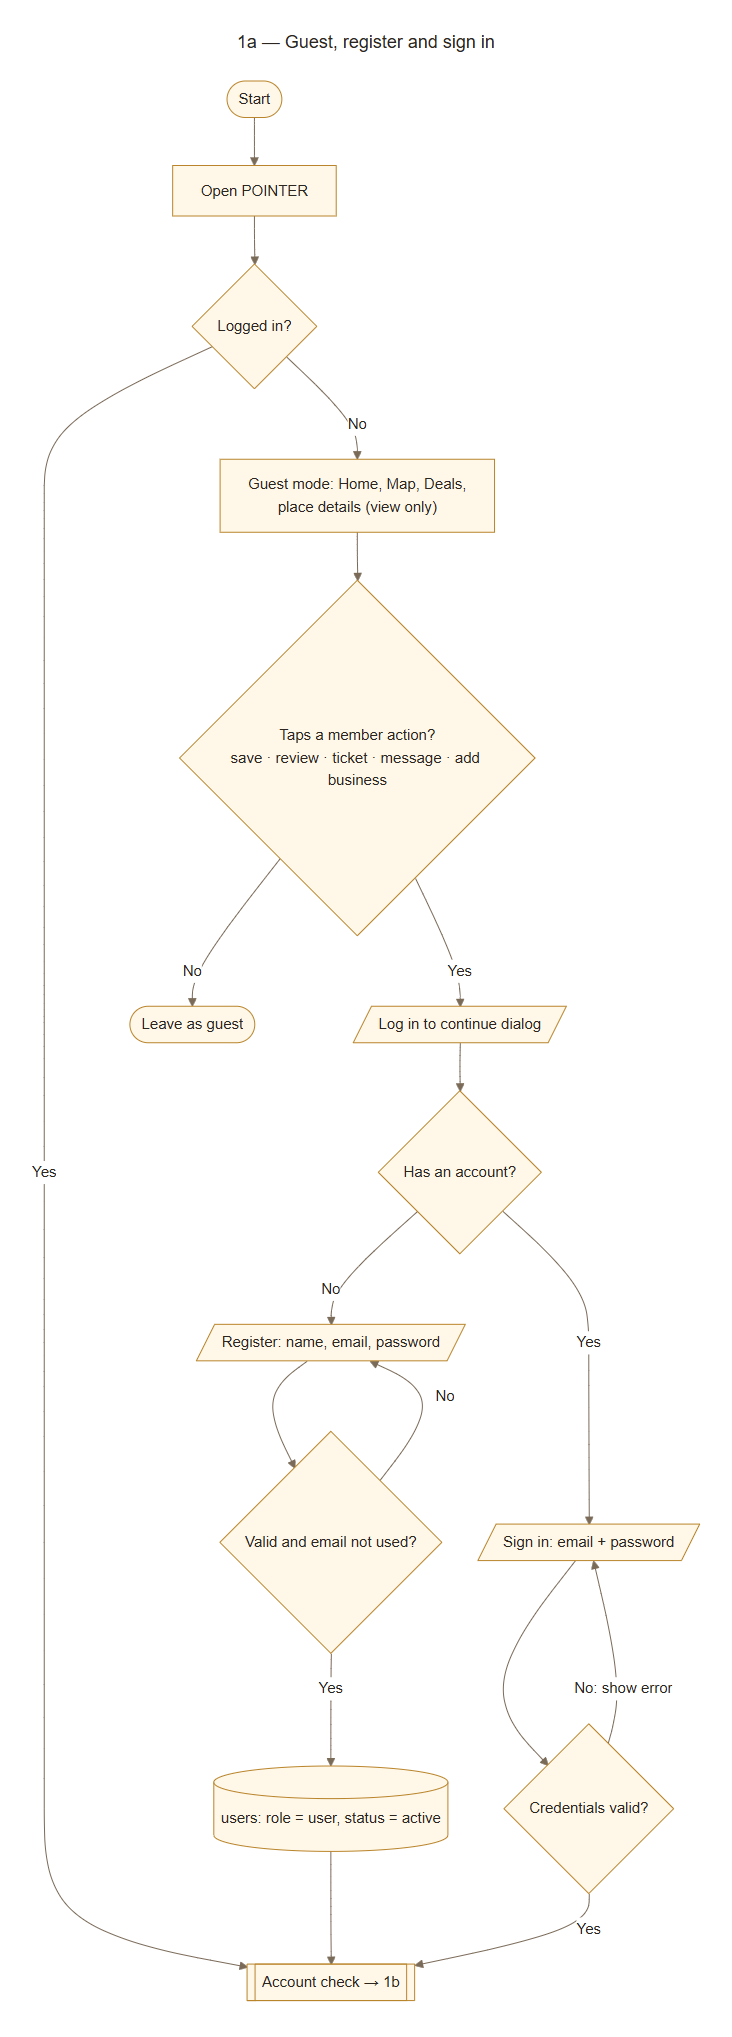 1a — Guest, register and sign in
Start
Open POINTER
Logged in?
No
Guest mode: Home, Map, Deals,
place details (view only)
Taps a member action?
save · review · ticket · message · add
business
No
Yes
Leave as guest
Log in to continue dialog
Yes
Has an account?
No
Register: name, email, password
Yes
No
Valid and email not used?
Sign in: email + password
Yes
No: show error
users: role = user, status = active
Credentials valid?
Yes
Account check → 1b